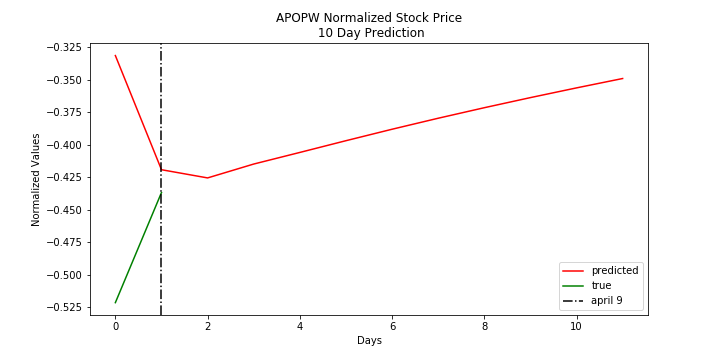 APOPW Normalized Stock Price
10 Day Prediction
−0.325
−0.350
−0.375
−0.400
−0.425
−0.450
−0.475
−0.500
−0.525
Normalized Values
0 2 4 6 8 10
Days
predicted
true
april 9